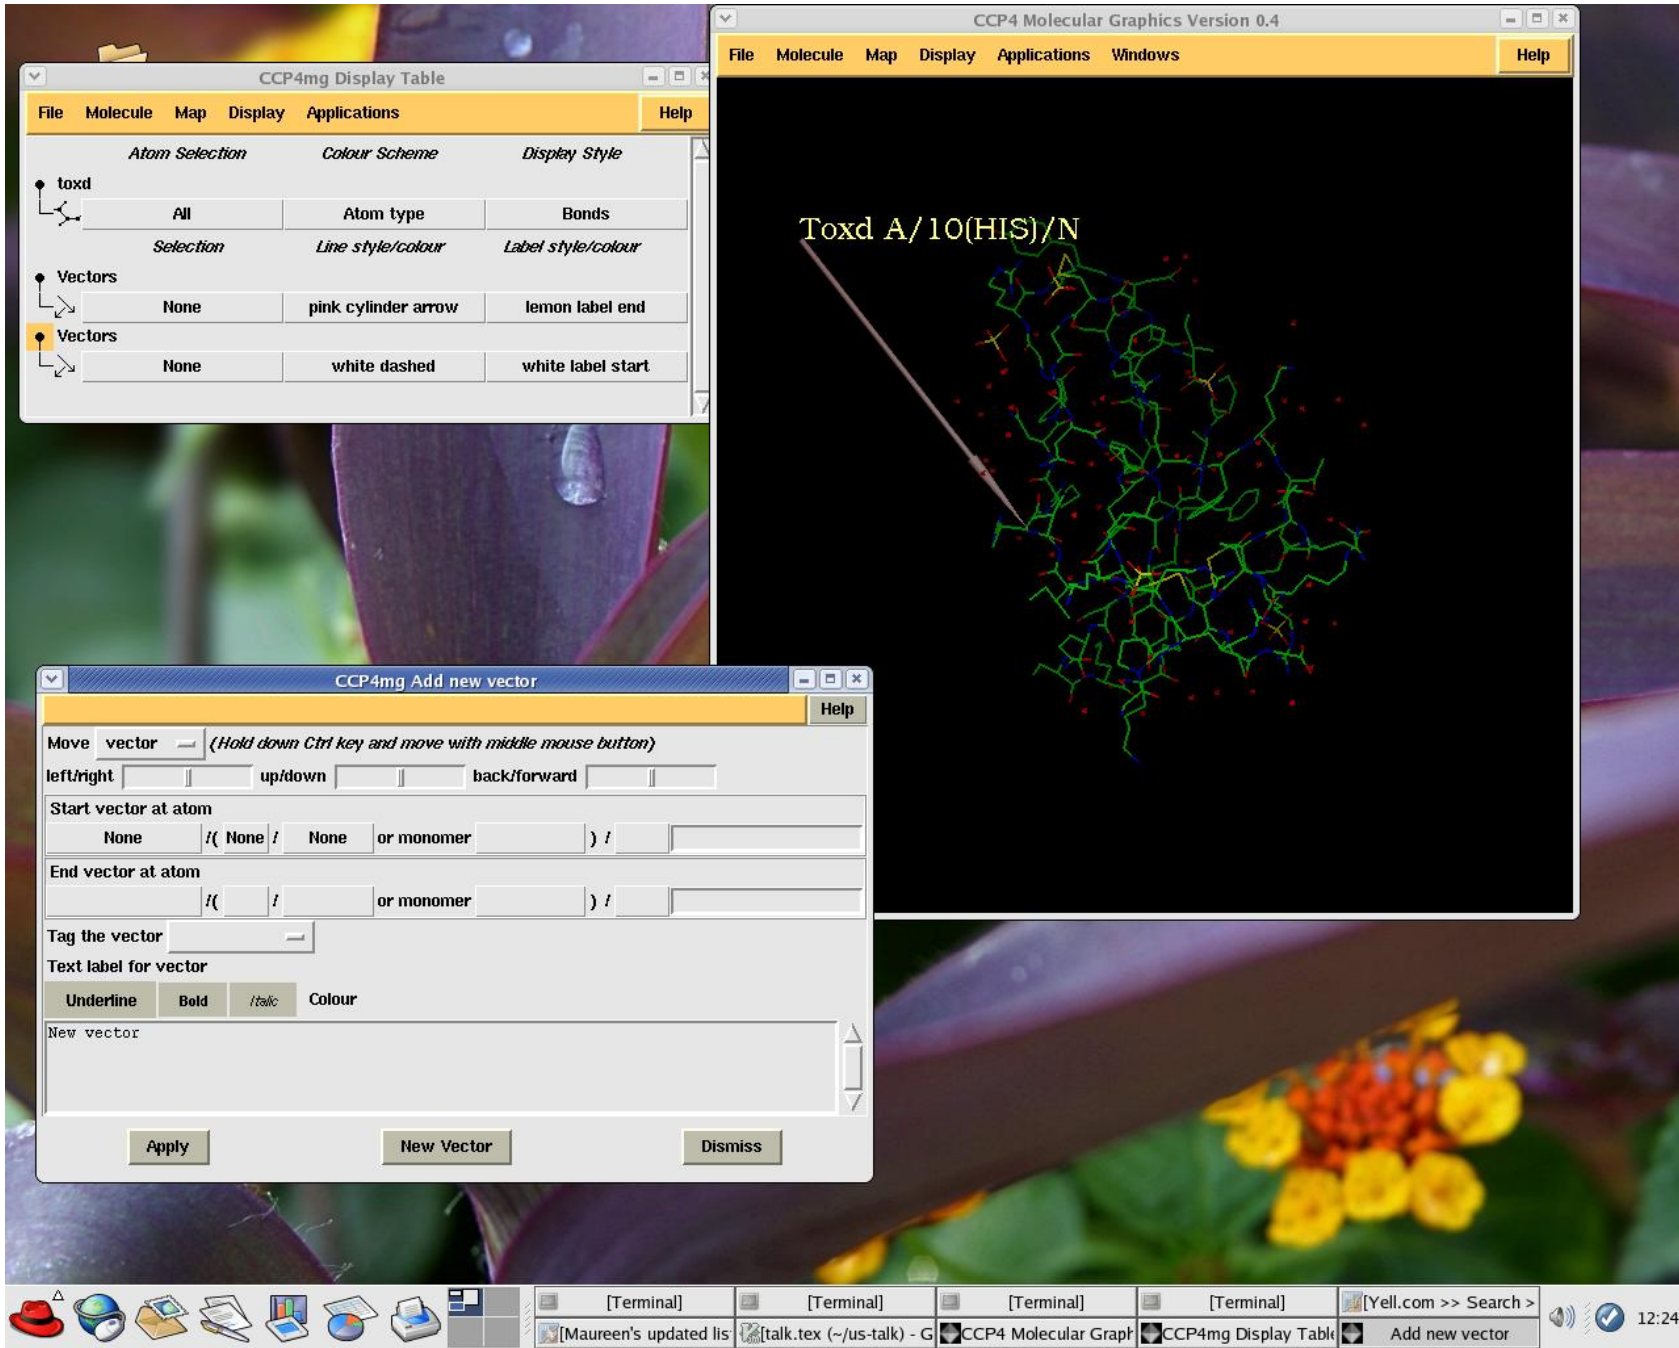 CCP4mg Display Table
File Molecule Map Display Applications Help
Atom Selection Colour Scheme Display Style
toxd
All Atom type Bonds
Selection Line style/colour Label style/colour
Vectors
None pink cylinder arrow lemon label end
Vectors
None white dashed white label start
CCP4 Molecular Graphics Version 0.4
File Molecule Map Display Applications Windows Help
Toxd A/10(HIS)/N
CCP4mg Add new vector
Help
Move vector (Hold down Ctrl key and move with middle mouse button)
left/right up/down back/forward
Start vector at atom
None /( None / None or monomer ) /
End vector at atom
/( / or monomer ) /
Tag the vector
Text label for vector
Underline Bold Italic Colour
New vector
Apply New Vector Dismiss
[Terminal] [Terminal] [Terminal] [Terminal] [Yell.com >> Search >
[Maureen's updated lis [talk.tex (~/us-talk) - G CCP4 Molecular Graph CCP4mg Display Table Add new vector
12:24